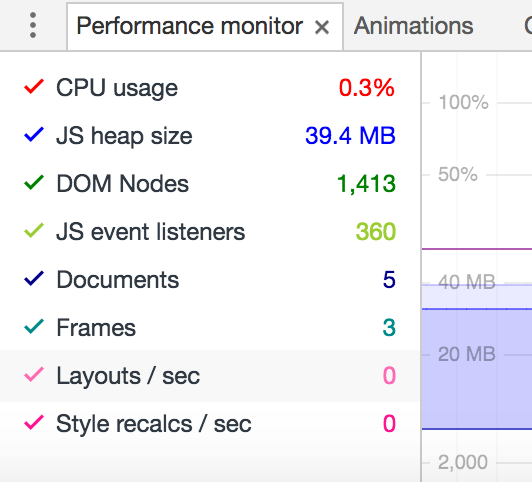 Performance monitor × Animations
CPU usage 0.3%
JS heap size 39.4 MB
DOM Nodes 1,413
JS event listeners 360
Documents 5
Frames 3
Layouts / sec 0
Style recalcs / sec 0
100%
50%
40 MB
20 MB
2,000